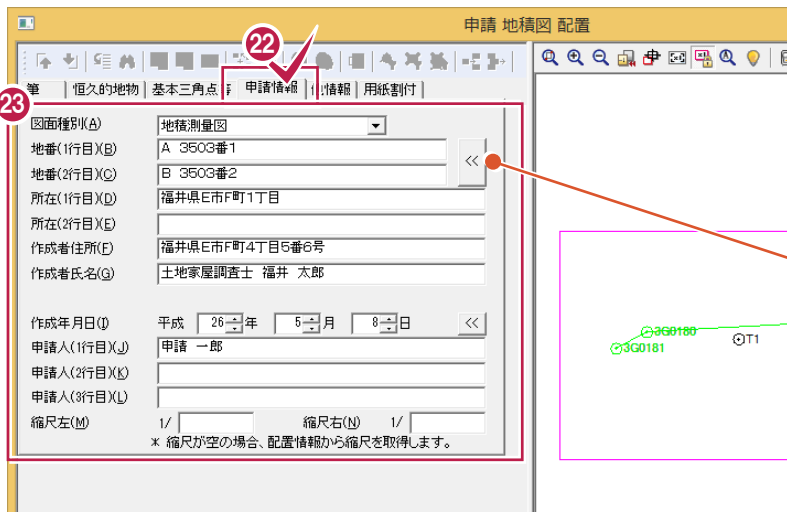 申請 地積図 配置
22
筆 恒久的地物 基本三角点等 申請情報 他情報 用紙割付
23
図面種別(A) 地積測量図
地番(1行目)(B) A 3503番1
<<
地番(2行目)(C) B 3503番2
所在(1行目)(D) 福井県E市F町1丁目
所在(2行目)(E)
作成者住所(F) 福井県E市F町4丁目5番6号
作成者氏名(G) 土地家屋調査士 福井 太郎
作成年月日(I) 平成 26 年 5 月 8 日 <<
申請人(1行目)(J) 申請 一郎
申請人(2行目)(K)
申請人(3行目)(L)
縮尺左(M) 1/ 縮尺右(N) 1/
* 縮尺が空の場合、配置情報から縮尺を取得します。
3G0180
T1
3G0181